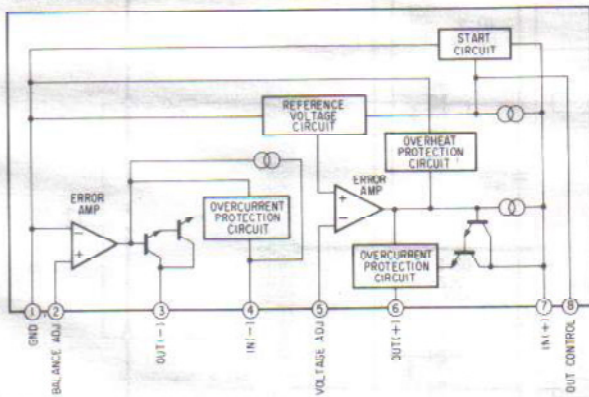 START
CIRCUIT
REFERENCE
VOLTAGE
CIRCUIT
OVERHEAT
PROTECTION
CIRCUIT
ERROR
AMP
ERROR
AMP
OVERCURRENT
PROTECTION
CIRCUIT
+
−
−
+
OVERCURRENT
PROTECTION
CIRCUIT
1
2
3
4
5
6
7
8
GND
BALANCE ADJ
OUT(−)
IN(−)
VOLTAGE ADJ
OUT(+)
IN(+)
OUT CONTROL